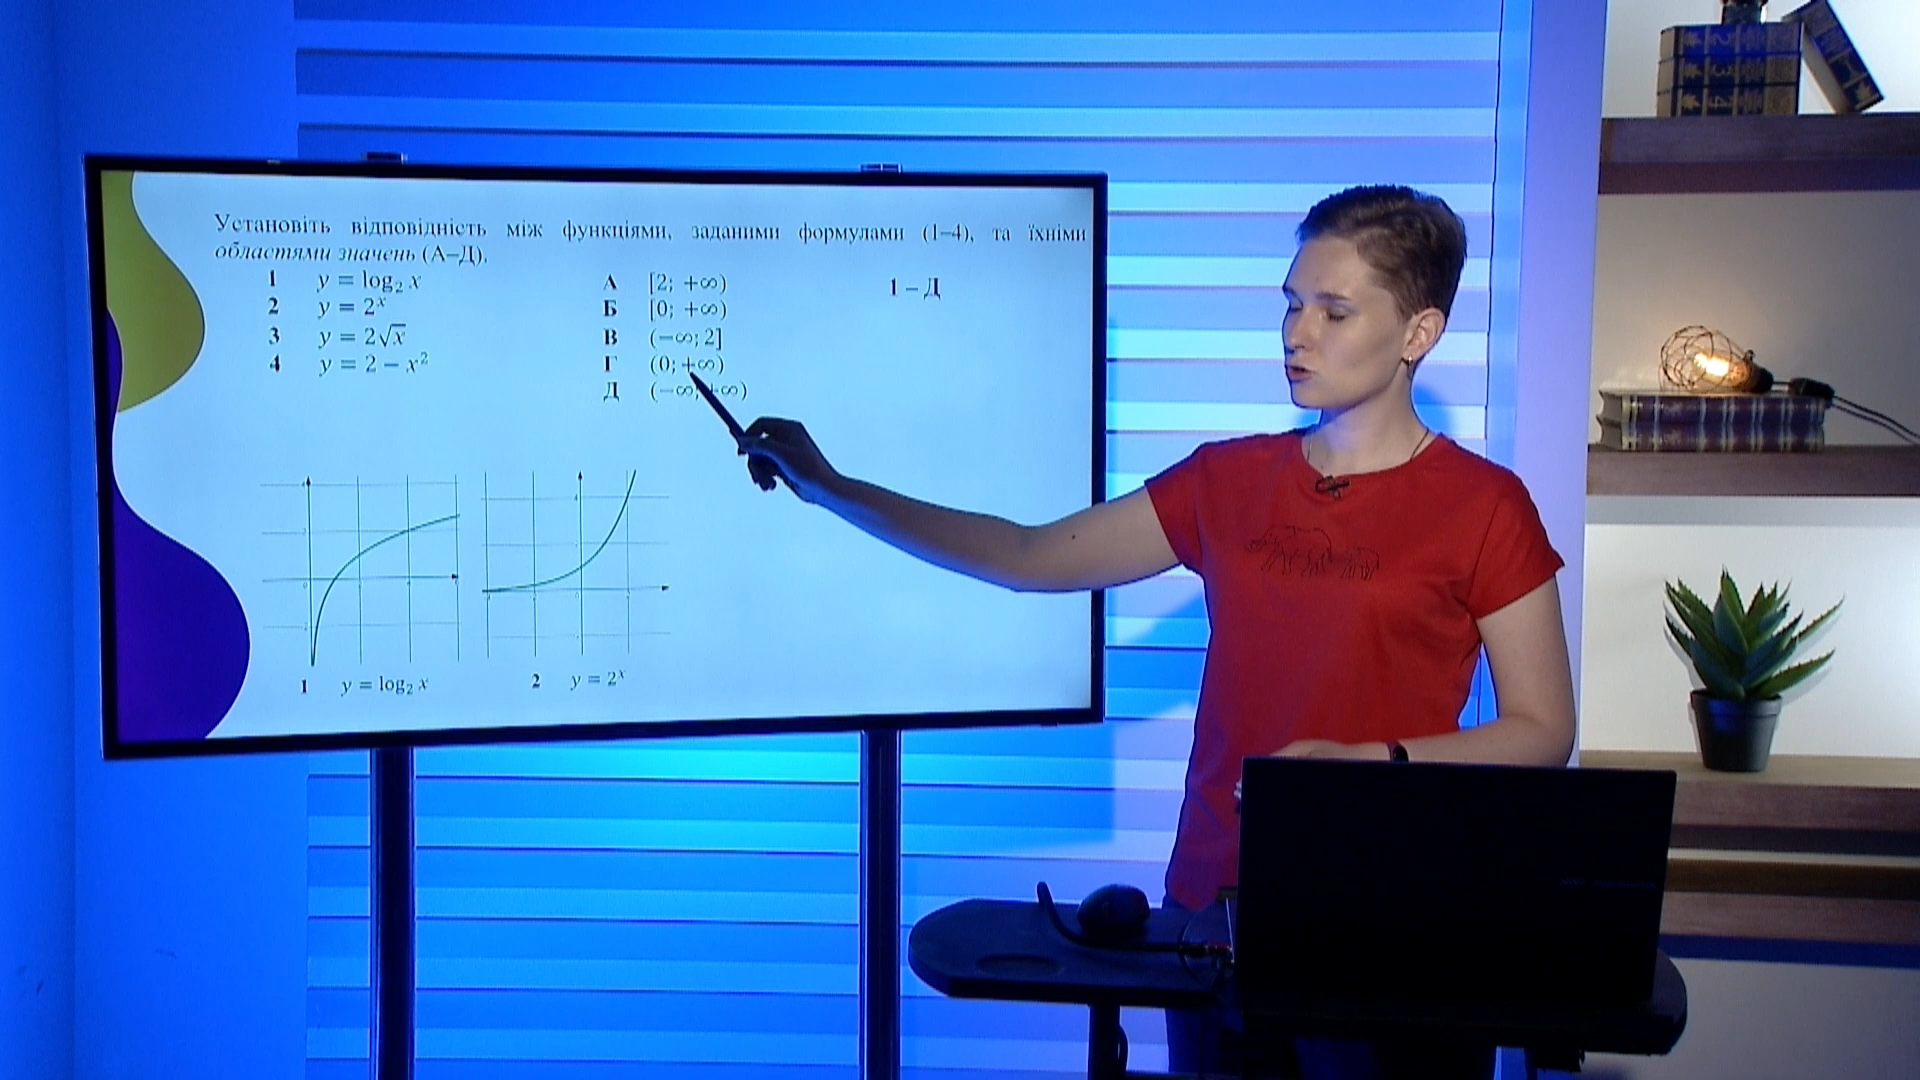 Установіть відповідність між функціями, заданими формулами (1–4), та їхніми
областями значень (А–Д).
1 y = log₂ x
2 y = 2ˣ
3 y = 2√x
4 y = 2 − x²
А [2; +∞)
Б [0; +∞)
В (−∞; 2]
Г (0; +∞)
Д (−∞; +∞)
1 – Д
1 y = log₂ x
2 y = 2ˣ